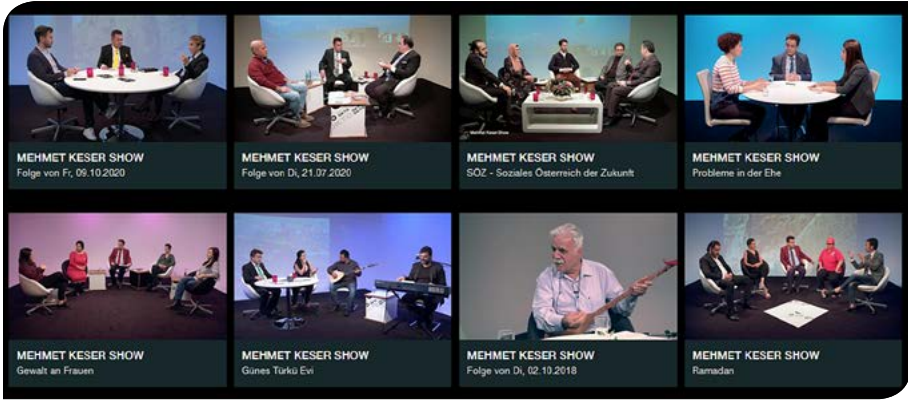 MEHMET KESER SHOW
Folge von Fr, 09.10.2020
MEHMET KESER SHOW
Folge von Di, 21.07.2020
Mehmet Keser Show
MEHMET KESER SHOW
SÖZ - Soziales Österreich der Zukunft
MEHMET KESER SHOW
Probleme in der Ehe
MEHMET KESER SHOW
Gewalt an Frauen
MEHMET KESER SHOW
Günes Türkü Evi
MEHMET KESER SHOW
Folge von Di, 02.10.2018
MEHMET KESER SHOW
Ramadan